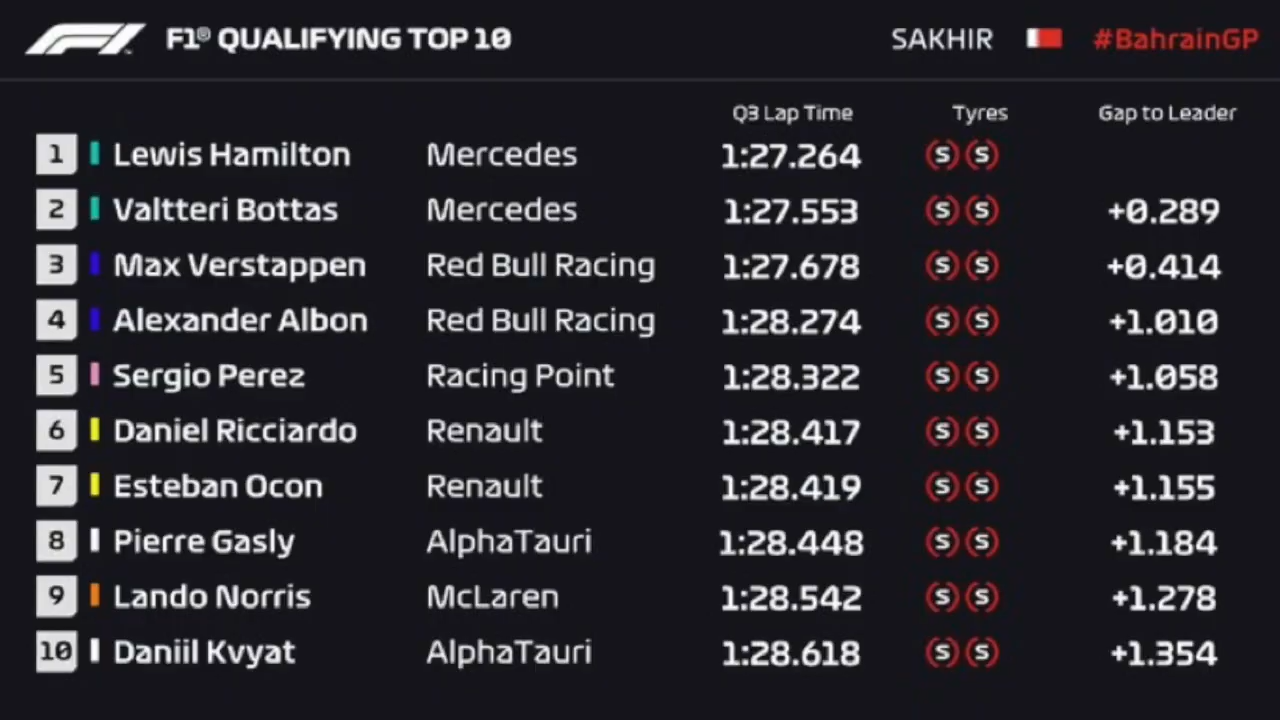 F1® QUALIFYING TOP 10 SAKHIR #BahrainGP
Q3 Lap Time Tyres Gap to Leader
1 Lewis Hamilton Mercedes 1:27.264 S S
2 Valtteri Bottas Mercedes 1:27.553 S S +0.289
3 Max Verstappen Red Bull Racing 1:27.678 S S +0.414
4 Alexander Albon Red Bull Racing 1:28.274 S S +1.010
5 Sergio Perez Racing Point 1:28.322 S S +1.058
6 Daniel Ricciardo Renault 1:28.417 S S +1.153
7 Esteban Ocon Renault 1:28.419 S S +1.155
8 Pierre Gasly AlphaTauri 1:28.448 S S +1.184
9 Lando Norris McLaren 1:28.542 S S +1.278
10 Daniil Kvyat AlphaTauri 1:28.618 S S +1.354